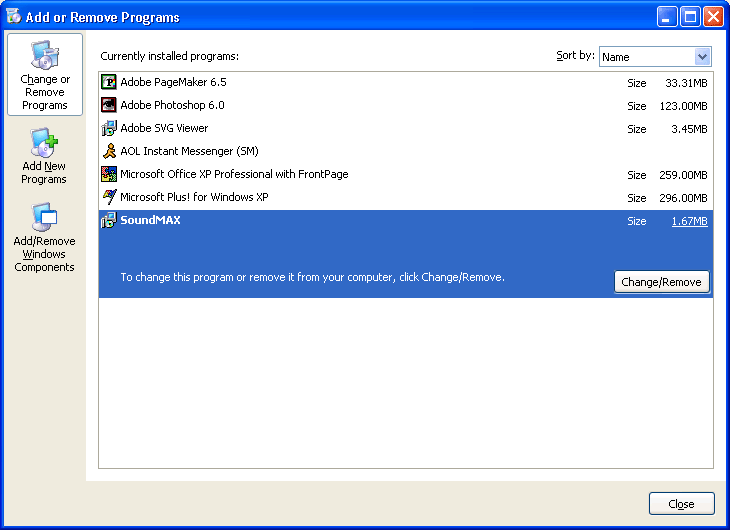 Add or Remove Programs
Change or
Remove
Programs
Add New
Programs
Add/Remove
Windows
Components
Currently installed programs:
Sort by: Name
Adobe PageMaker 6.5 Size 33.31MB
Adobe Photoshop 6.0 Size 123.00MB
Adobe SVG Viewer Size 3.45MB
AOL Instant Messenger (SM)
Microsoft Office XP Professional with FrontPage Size 259.00MB
Microsoft Plus! for Windows XP Size 296.00MB
SoundMAX Size 1.67MB
To change this program or remove it from your computer, click Change/Remove. Change/Remove
Close